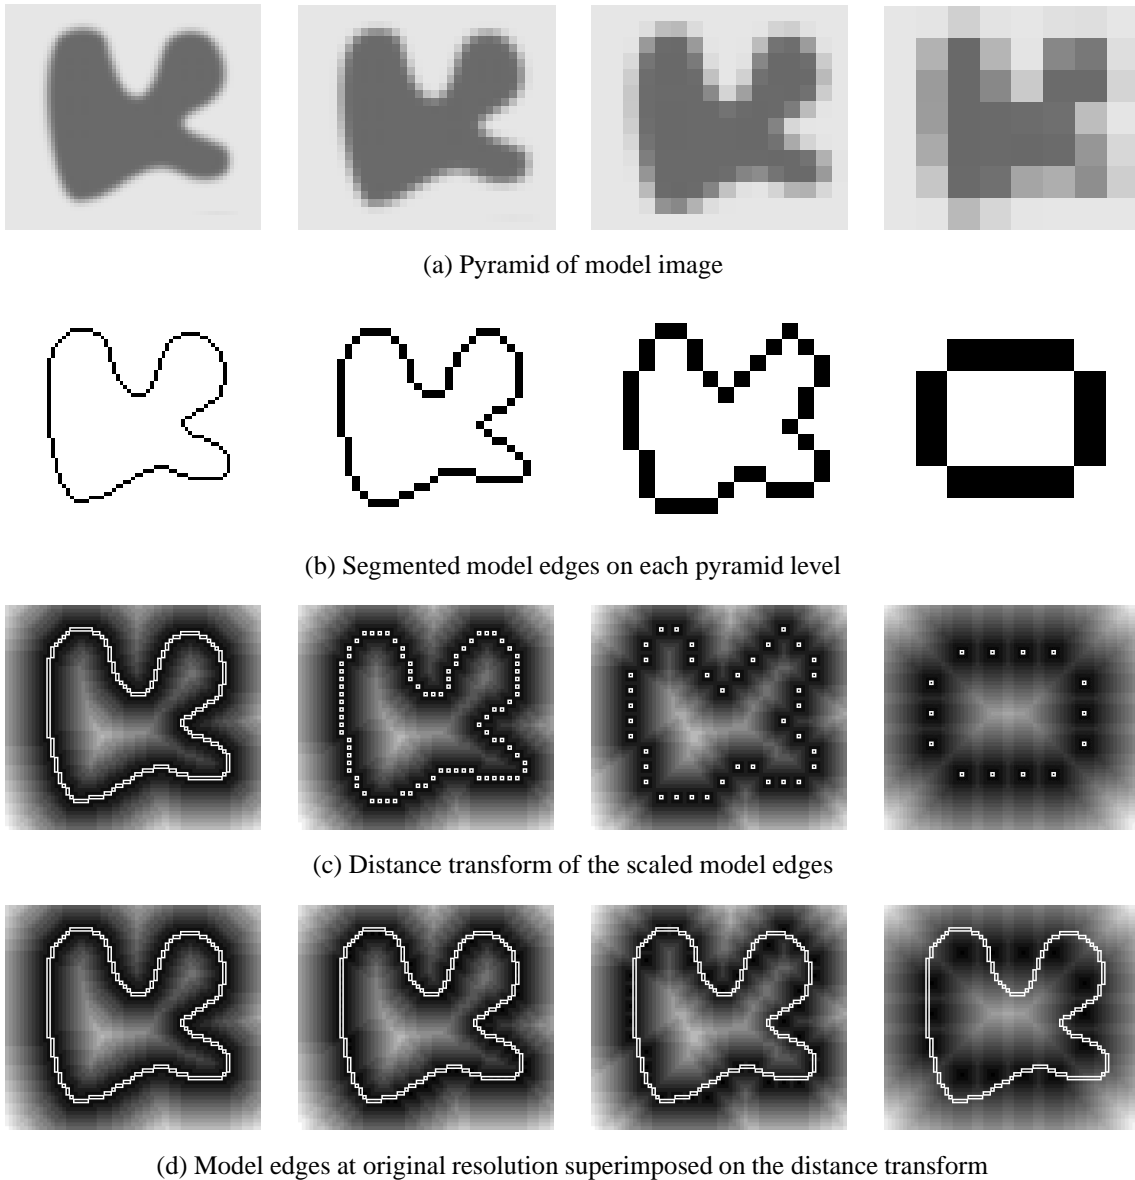 (a) Pyramid of model image
(b) Segmented model edges on each pyramid level
(c) Distance transform of the scaled model edges
(d) Model edges at original resolution superimposed on the distance transform